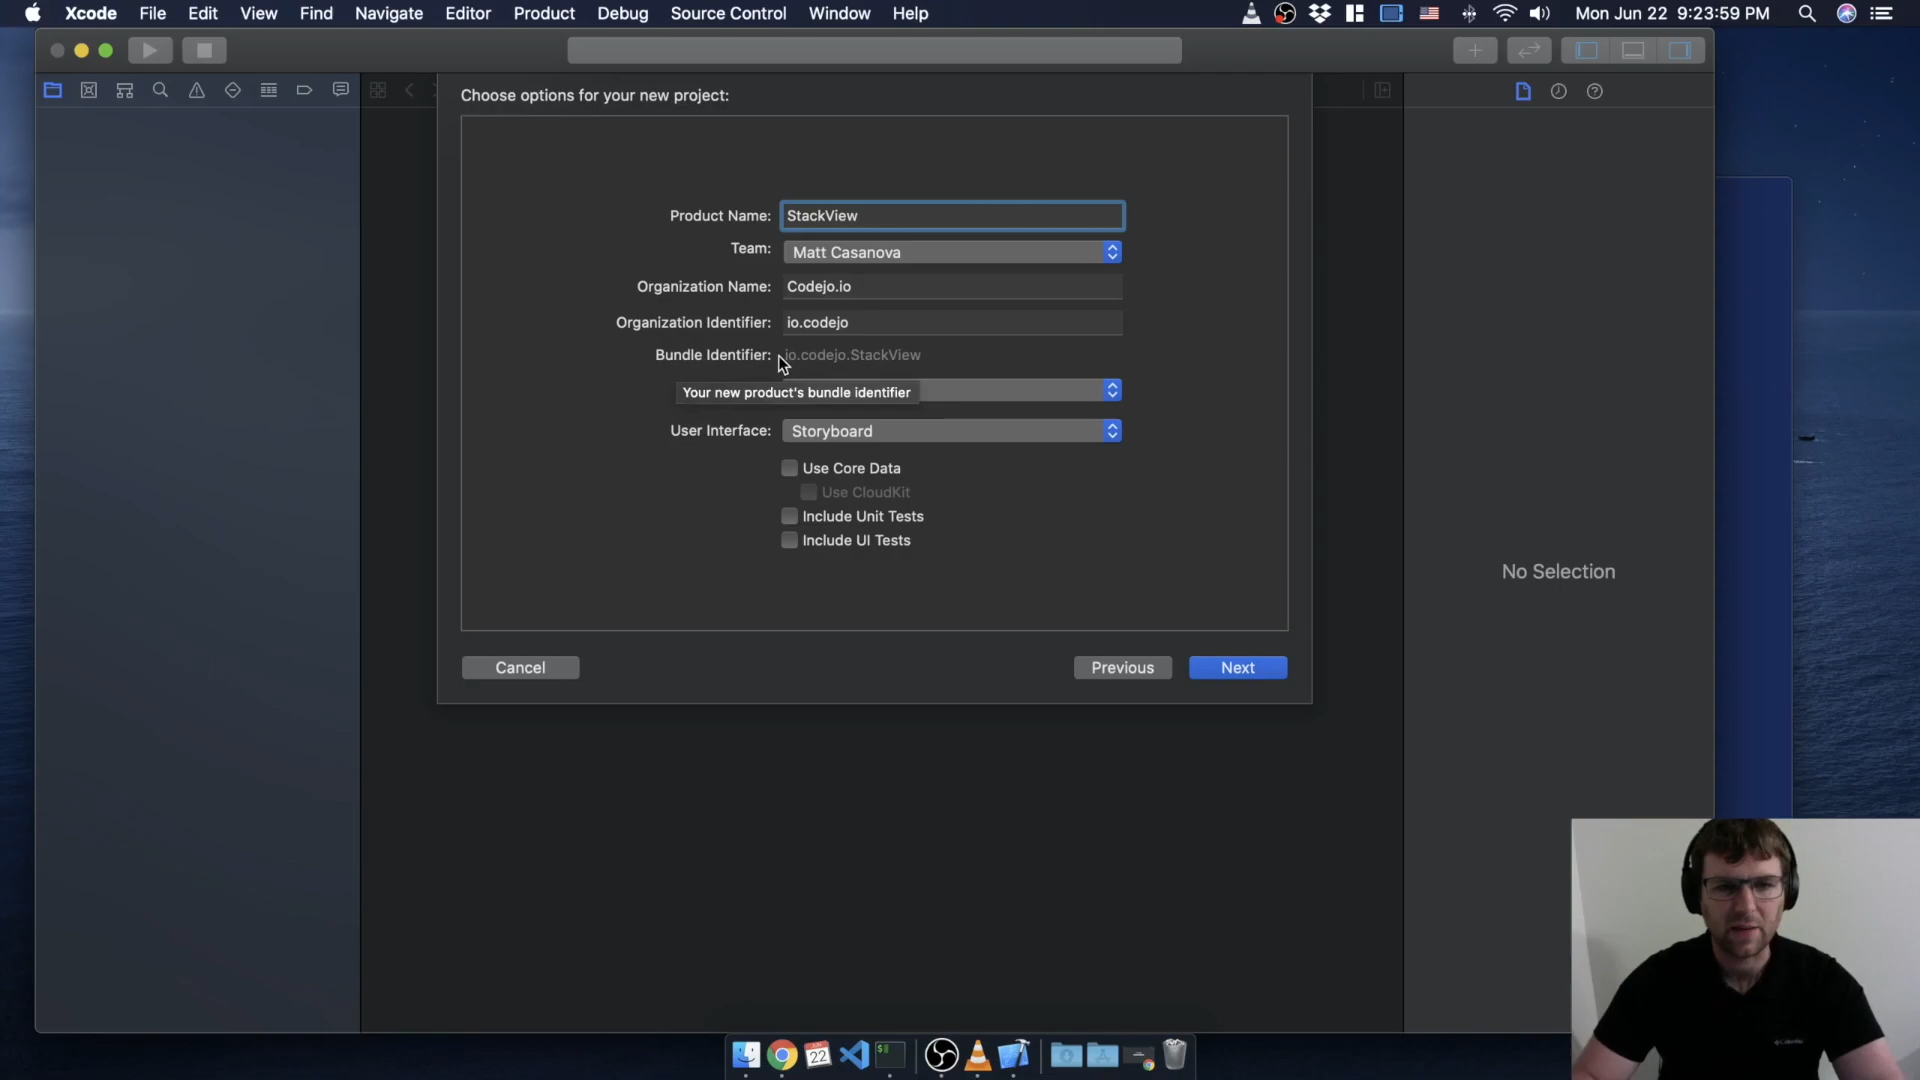 Xcode File Edit View Find Navigate Editor Product Debug Source Control Window Help Mon Jun 22 9:23:59 PM
Choose options for your new project:
Product Name: StackView
Team: Matt Casanova
Organization Name: Codejo.io
Organization Identifier: io.codejo
Bundle Identifier: io.codejo.StackView
Your new product's bundle identifier
User Interface: Storyboard
Use Core Data
Use CloudKit
Include Unit Tests
Include UI Tests
No Selection
Cancel Previous Next
JUN
22
$
Columbia